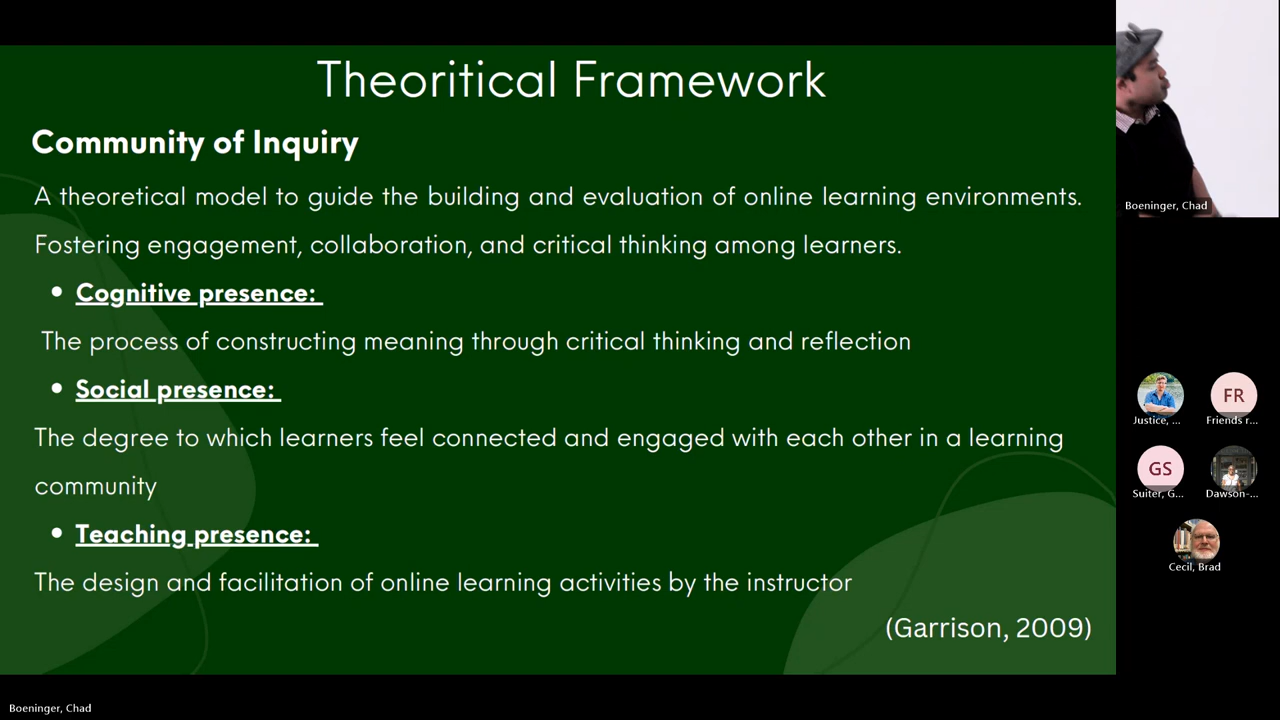 Theoritical Framework
Community of Inquiry
A theoretical model to guide the building and evaluation of online learning environments.
Fostering engagement, collaboration, and critical thinking among learners.
• Cognitive presence:
The process of constructing meaning through critical thinking and reflection
• Social presence:
The degree to which learners feel connected and engaged with each other in a learning
community
• Teaching presence:
The design and facilitation of online learning activities by the instructor
(Garrison, 2009)
Boeninger, Chad
FR
Justice, ...
Friends r...
GS
Suiter, G...
Dawson-...
Cecil, Brad
Boeninger, Chad